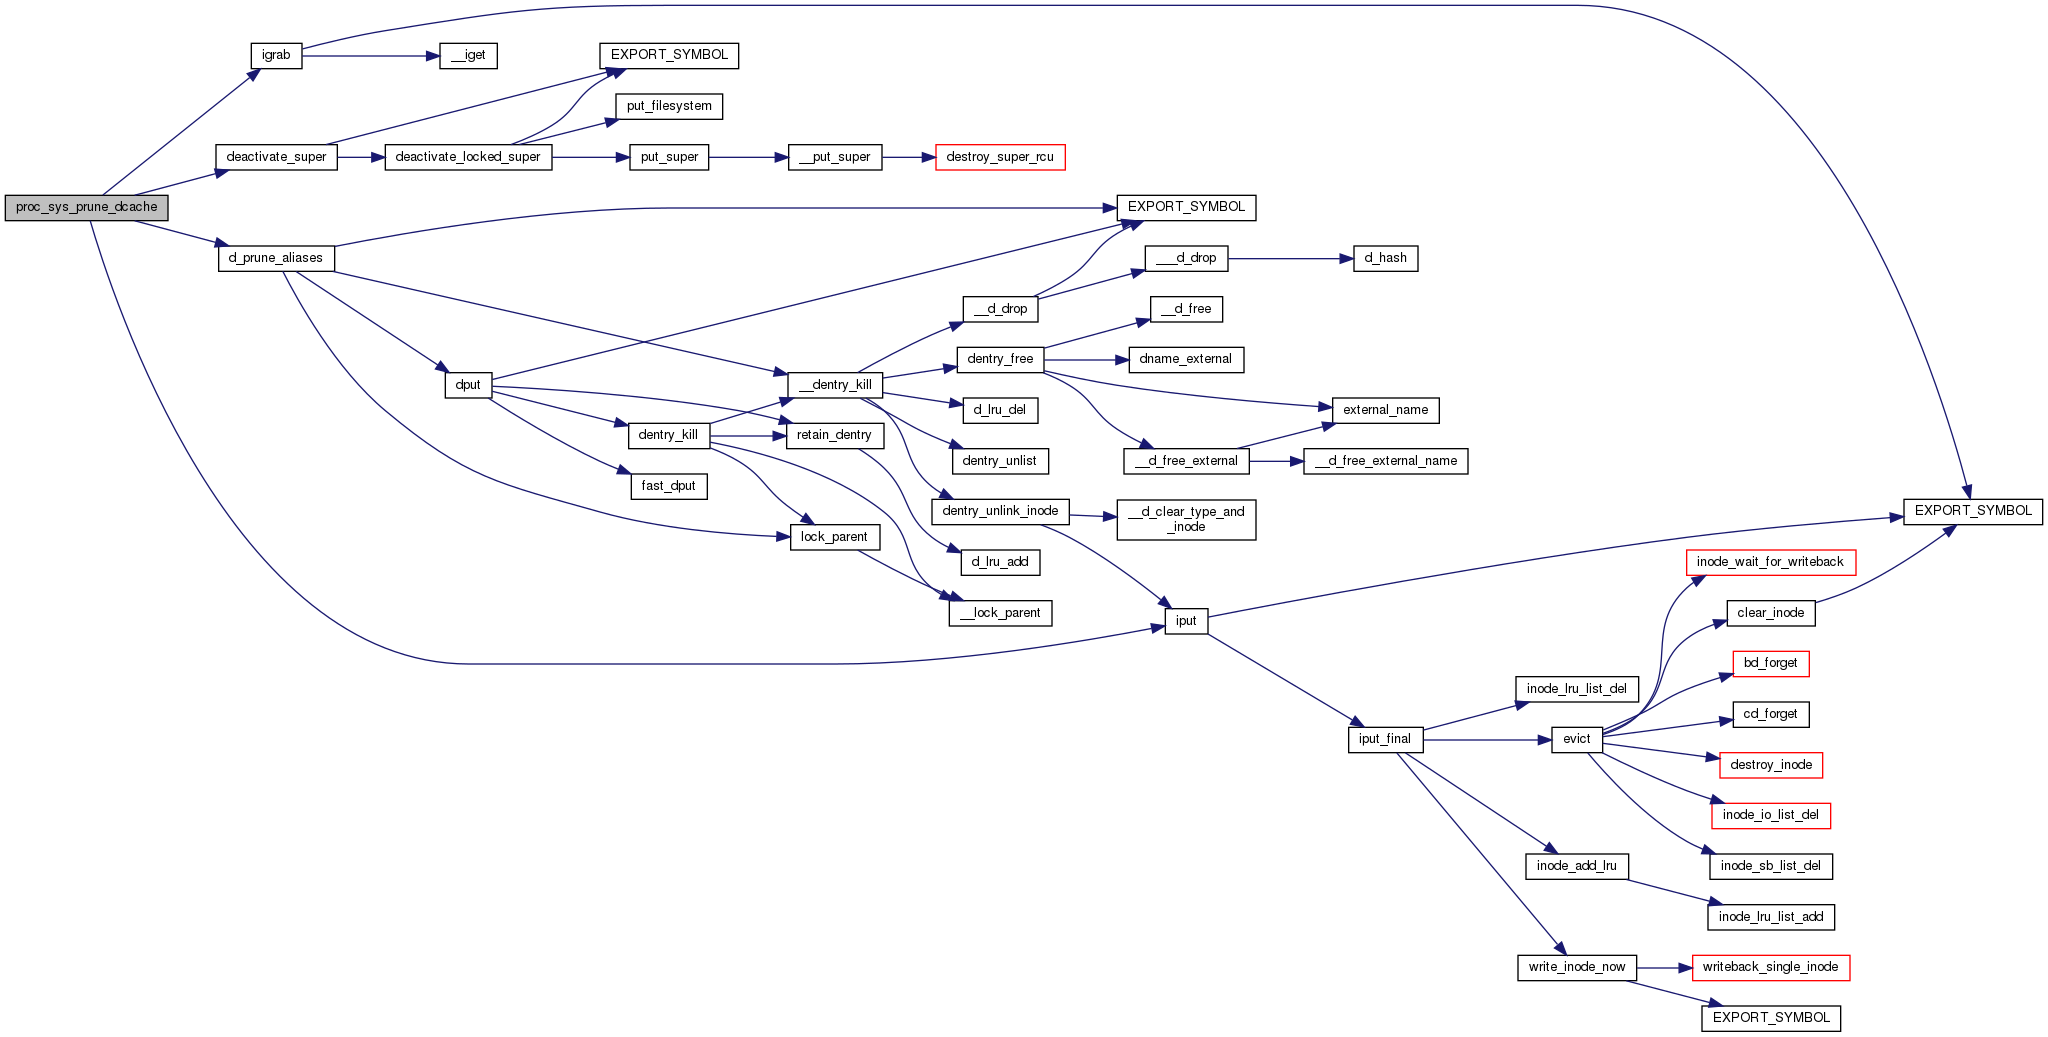 igrab
__iget
EXPORT_SYMBOL
put_filesystem
deactivate_super
deactivate_locked_super
put_super
__put_super
destroy_super_rcu
proc_sys_prune_dcache
EXPORT_SYMBOL
d_prune_aliases
___d_drop
d_hash
__d_drop
__d_free
dentry_free
dname_external
dput
__dentry_kill
d_lru_del
external_name
dentry_kill
retain_dentry
dentry_unlist
__d_free_external
__d_free_external_name
fast_dput
dentry_unlink_inode
__d_clear_type_and
_inode
EXPORT_SYMBOL
lock_parent
d_lru_add
inode_wait_for_writeback
__lock_parent
clear_inode
iput
bd_forget
inode_lru_list_del
cd_forget
iput_final
evict
destroy_inode
inode_io_list_del
inode_add_lru
inode_sb_list_del
inode_lru_list_add
write_inode_now
writeback_single_inode
EXPORT_SYMBOL